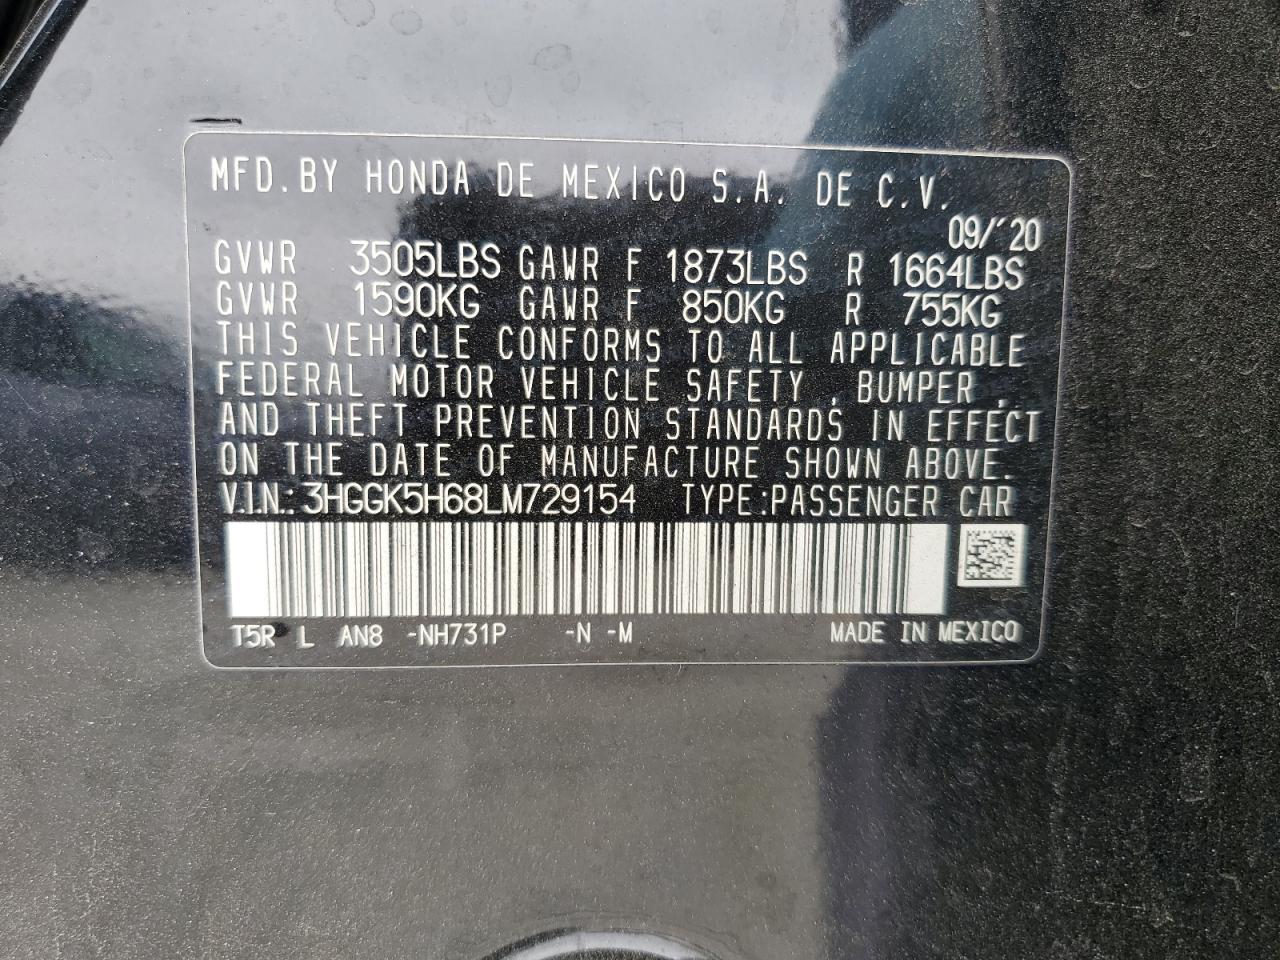 MFD.BY HONDA DE MEXICO S.A. DE C.V.
09/'20
GVWR 3505LBS GAWR F 1873LBS R 1664LBS
GVWR 1590KG GAWR F 850KG R 755KG
THIS VEHICLE CONFORMS TO ALL APPLICABLE
FEDERAL MOTOR VEHICLE SAFETY, BUMPER,
AND THEFT PREVENTION STANDARDS IN EFFECT
ON THE DATE OF MANUFACTURE SHOWN ABOVE.
V.I.N.: 3HGGK5H68LM729154 TYPE:PASSENGER CAR
T5R L AN8 -NH731P -N -M MADE IN MEXICO